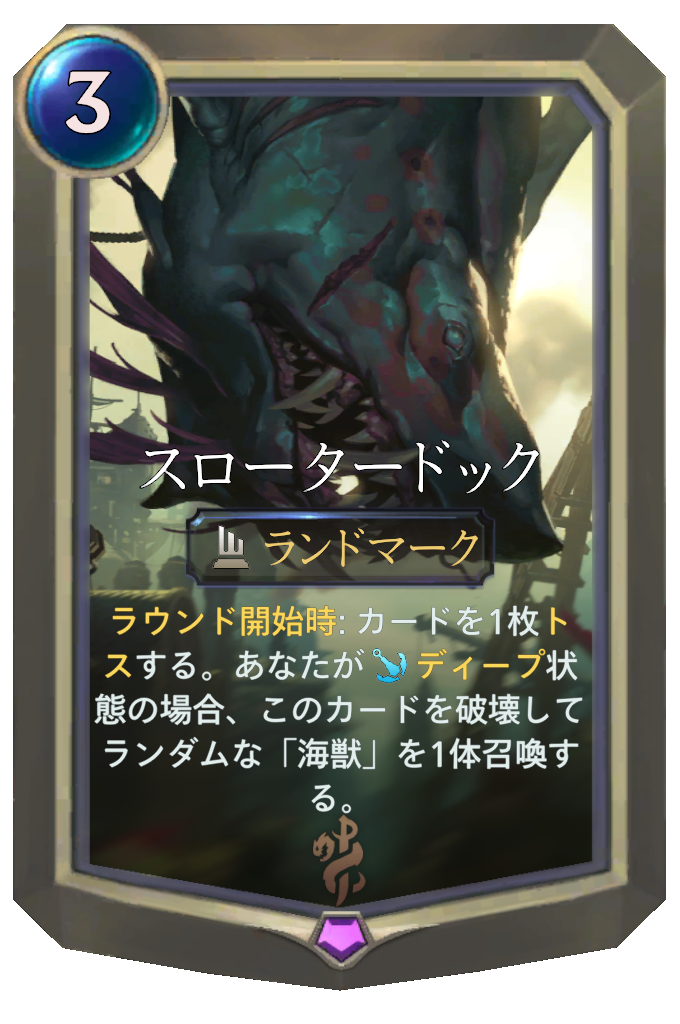 3
スロータードック
ランドマーク
ラウンド開始時: カードを1枚ト
スする。あなたがディープ状
態の場合、このカードを破壊して
ランダムな「海獣」を1体召喚す
る。